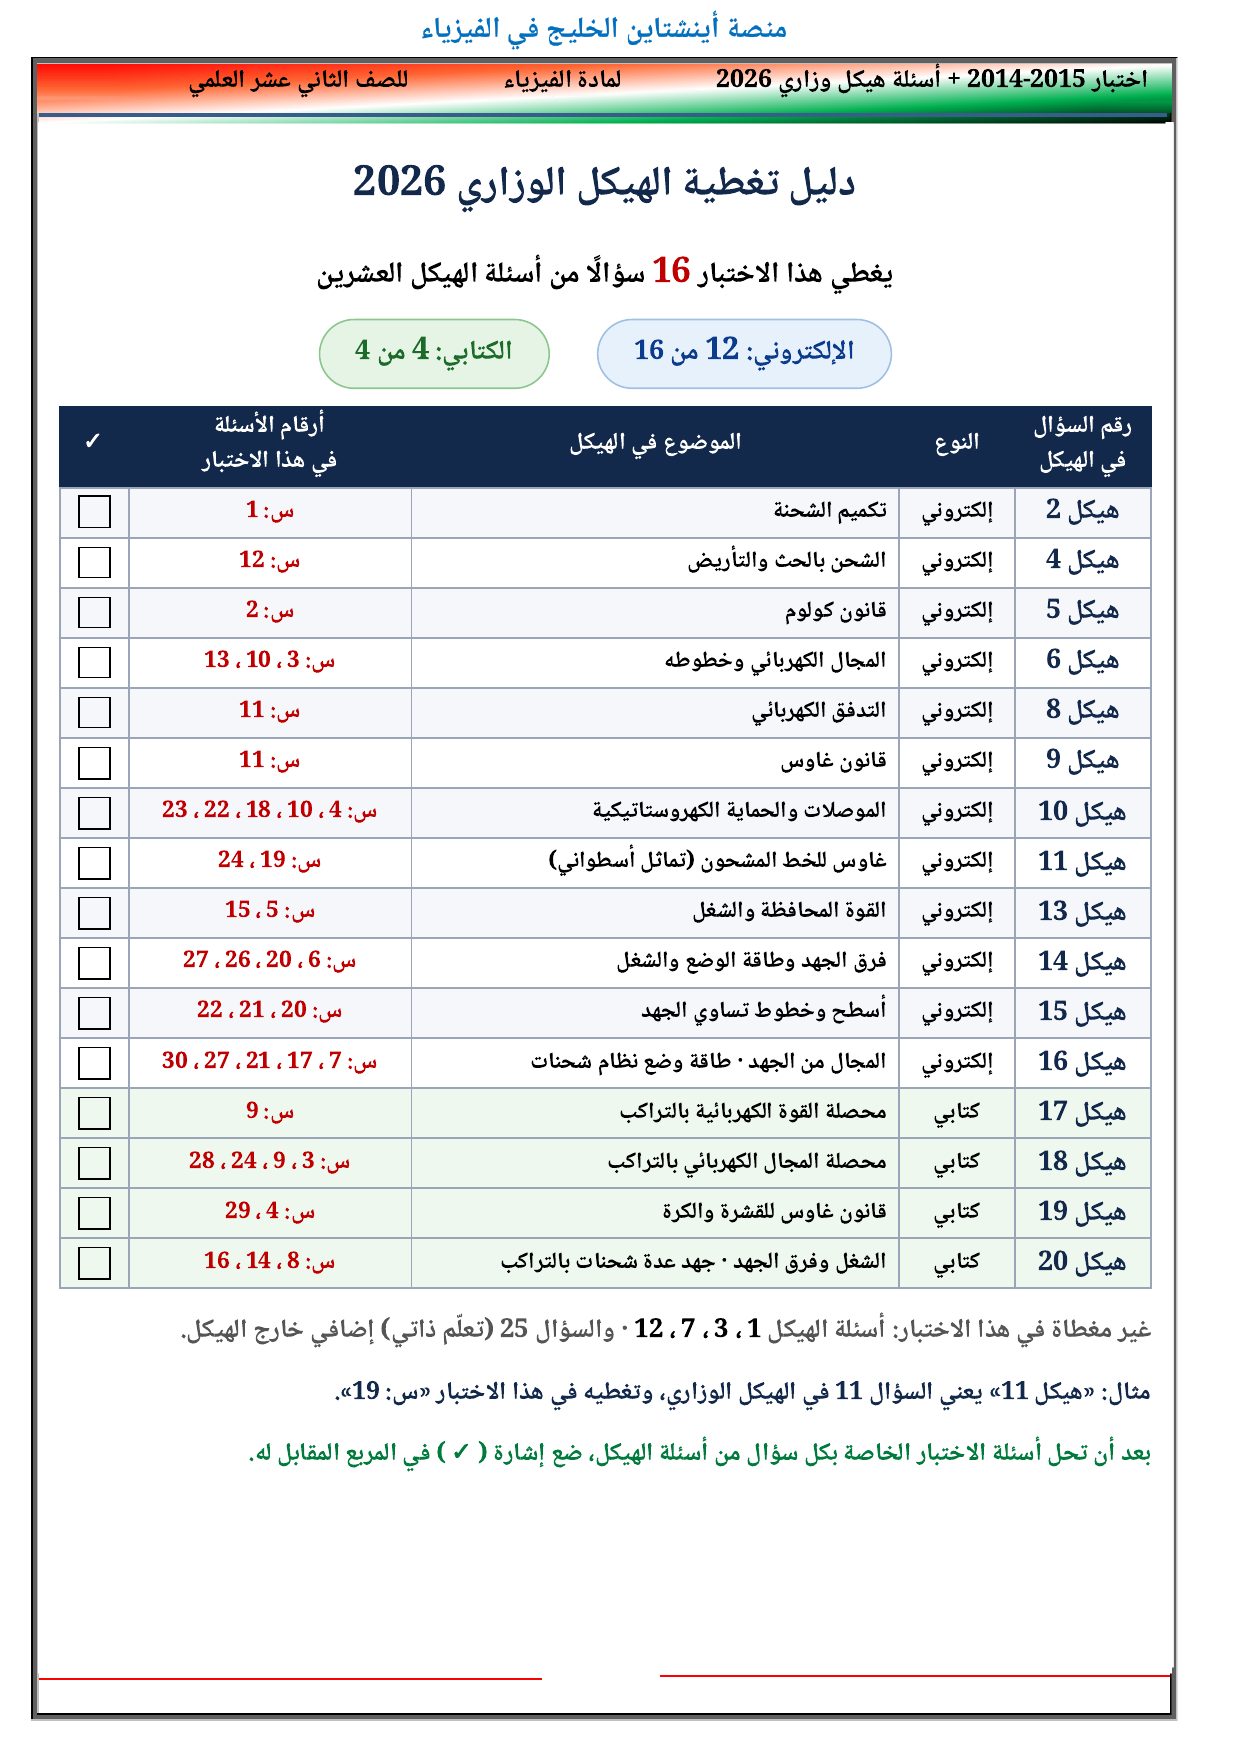 منصة أينشتاين الخليج في الفيزياء
اختبار 2015-2014 + أسئلة هيكل وزاري 2026 لمادة الفيزياء للصف الثاني عشر العلمي
دليل تغطية الهيكل الوزاري 2026
يغطي هذا الاختبار 16 سؤالًا من أسئلة الهيكل العشرين
الإلكتروني: 12 من 16 الكتابي: 4 من 4
رقم السؤال في الهيكل النوع الموضوع في الهيكل أرقام الأسئلة في هذا الاختبار ✓
هيكل 2 إلكتروني تكميم الشحنة س: 1
هيكل 4 إلكتروني الشحن بالحث والتأريض س: 12
هيكل 5 إلكتروني قانون كولوم س: 2
هيكل 6 إلكتروني المجال الكهربائي وخطوطه س: 3 ، 10 ، 13
هيكل 8 إلكتروني التدفق الكهربائي س: 11
هيكل 9 إلكتروني قانون غاوس س: 11
هيكل 10 إلكتروني الموصلات والحماية الكهروستاتيكية س: 4 ، 10 ، 18 ، 22 ، 23
هيكل 11 إلكتروني غاوس للخط المشحون (تماثل أسطواني) س: 19 ، 24
هيكل 13 إلكتروني القوة المحافظة والشغل س: 5 ، 15
هيكل 14 إلكتروني فرق الجهد وطاقة الوضع والشغل س: 6 ، 20 ، 26 ، 27
هيكل 15 إلكتروني أسطح وخطوط تساوي الجهد س: 20 ، 21 ، 22
هيكل 16 إلكتروني المجال من الجهد · طاقة وضع نظام شحنات س: 7 ، 17 ، 21 ، 27 ، 30
هيكل 17 كتابي محصلة القوة الكهربائية بالتراكب س: 9
هيكل 18 كتابي محصلة المجال الكهربائي بالتراكب س: 3 ، 9 ، 24 ، 28
هيكل 19 كتابي قانون غاوس للقشرة والكرة س: 4 ، 29
هيكل 20 كتابي الشغل وفرق الجهد · جهد عدة شحنات بالتراكب س: 8 ، 14 ، 16
غير مغطاة في هذا الاختبار: أسئلة الهيكل 1 ، 3 ، 7 ، 12 · والسؤال 25 (تعلّم ذاتي) إضافي خارج الهيكل.
مثال: «هيكل 11» يعني السؤال 11 في الهيكل الوزاري، وتغطيه في هذا الاختبار «س: 19».
بعد أن تحل أسئلة الاختبار الخاصة بكل سؤال من أسئلة الهيكل، ضع إشارة ( ✓ ) في المربع المقابل له.